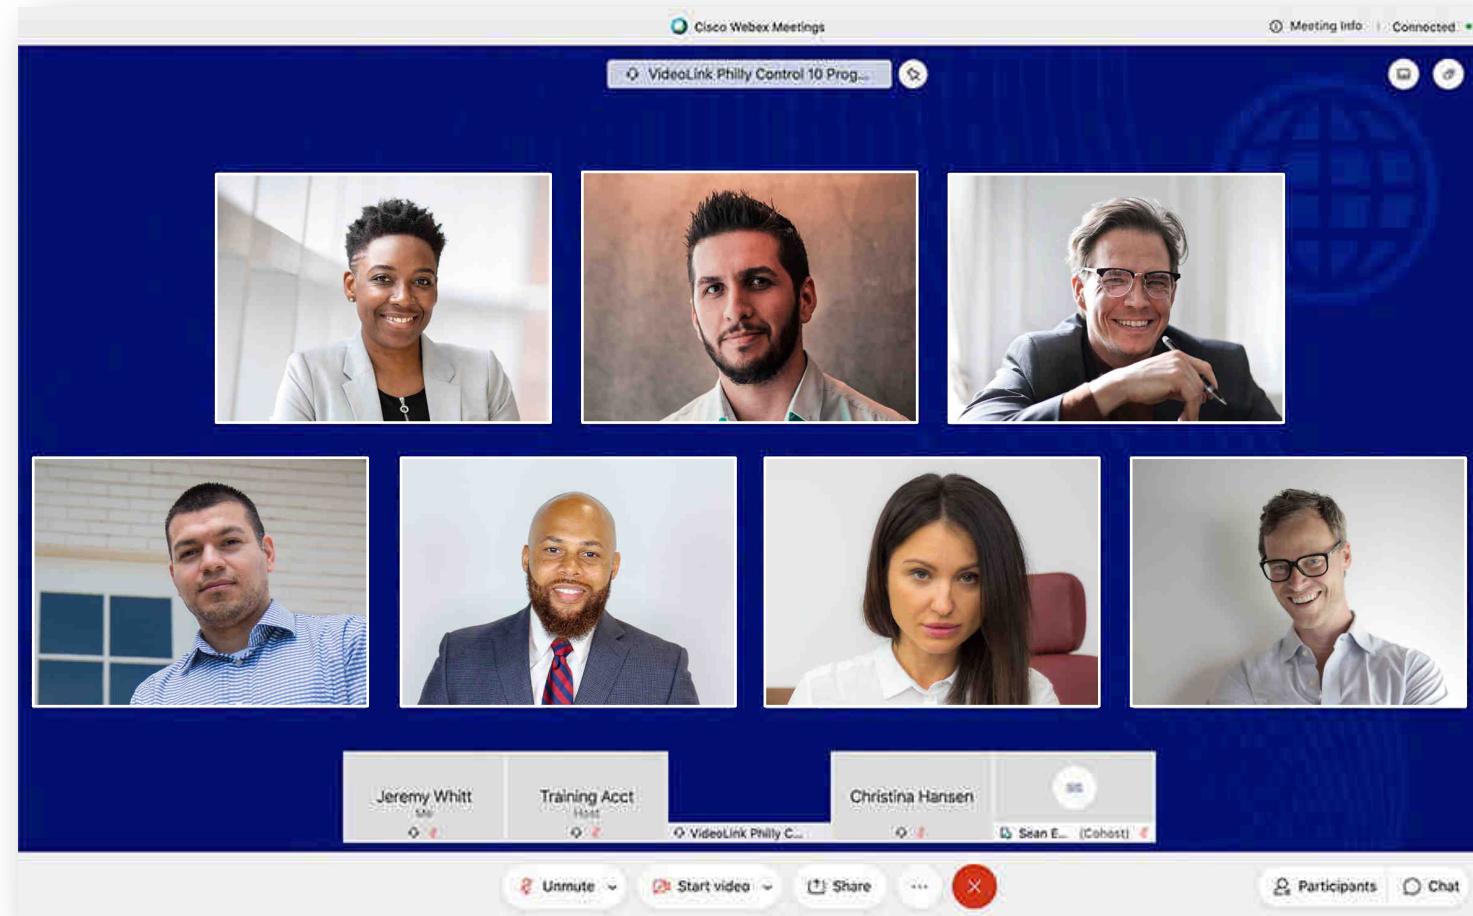 Cisco Webex Meetings
Meeting Info
Connected
VideoLink Philly Control 10 Prog...
Jeremy Whitt
Me
Training Acct
Host
VideoLink Philly C...
Christina Hansen
Sean E... (Cohost)
Unmute
Start video
Share
Participants
Chat